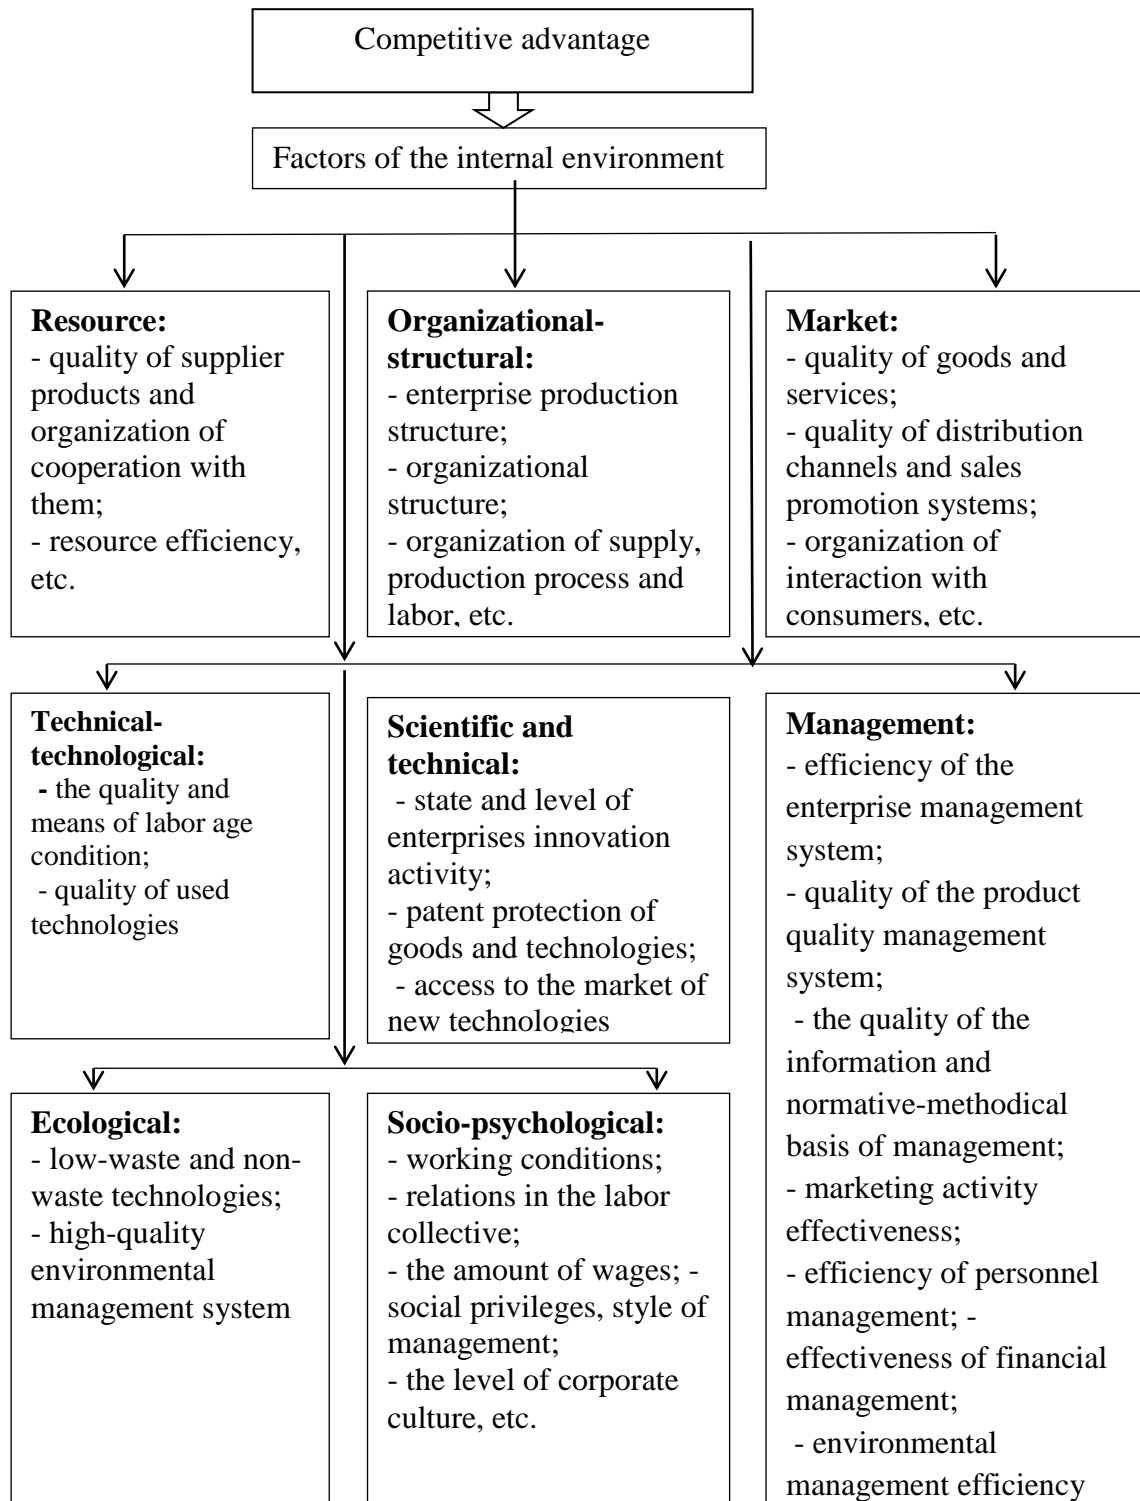 Competitive advantage
Factors of the internal environment
Resource:
- quality of supplier
products and
organization of
cooperation with
them;
- resource efficiency,
etc.
Organizational-
structural:
- enterprise production
structure;
- organizational
structure;
- organization of supply,
production process and
labor, etc.
Market:
- quality of goods and
services;
- quality of distribution
channels and sales
promotion systems;
- organization of
interaction with
consumers, etc.
Technical-
technological:
- the quality and
means of labor age
condition;
- quality of used
technologies
Scientific and
technical:
- state and level of
enterprises innovation
activity;
- patent protection of
goods and technologies;
- access to the market of
new technologies
Management:
- efficiency of the
enterprise management
system;
- quality of the product
quality management
system;
- the quality of the
information and
normative-methodical
basis of management;
- marketing activity
effectiveness;
- efficiency of personnel
management; -
effectiveness of financial
management;
- environmental
management efficiency
Ecological:
- low-waste and non-
waste technologies;
- high-quality
environmental
management system
Socio-psychological:
- working conditions;
- relations in the labor
collective;
- the amount of wages; -
social privileges, style of
management;
- the level of corporate
culture, etc.